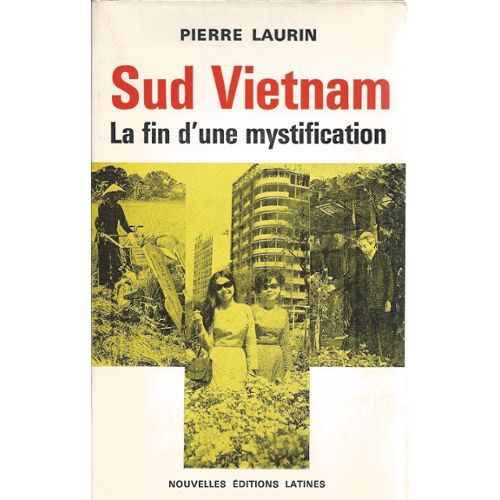 PIERRE LAURIN
Sud Vietnam
La fin d'une mystification
NOUVELLES ÉDITIONS LATINES